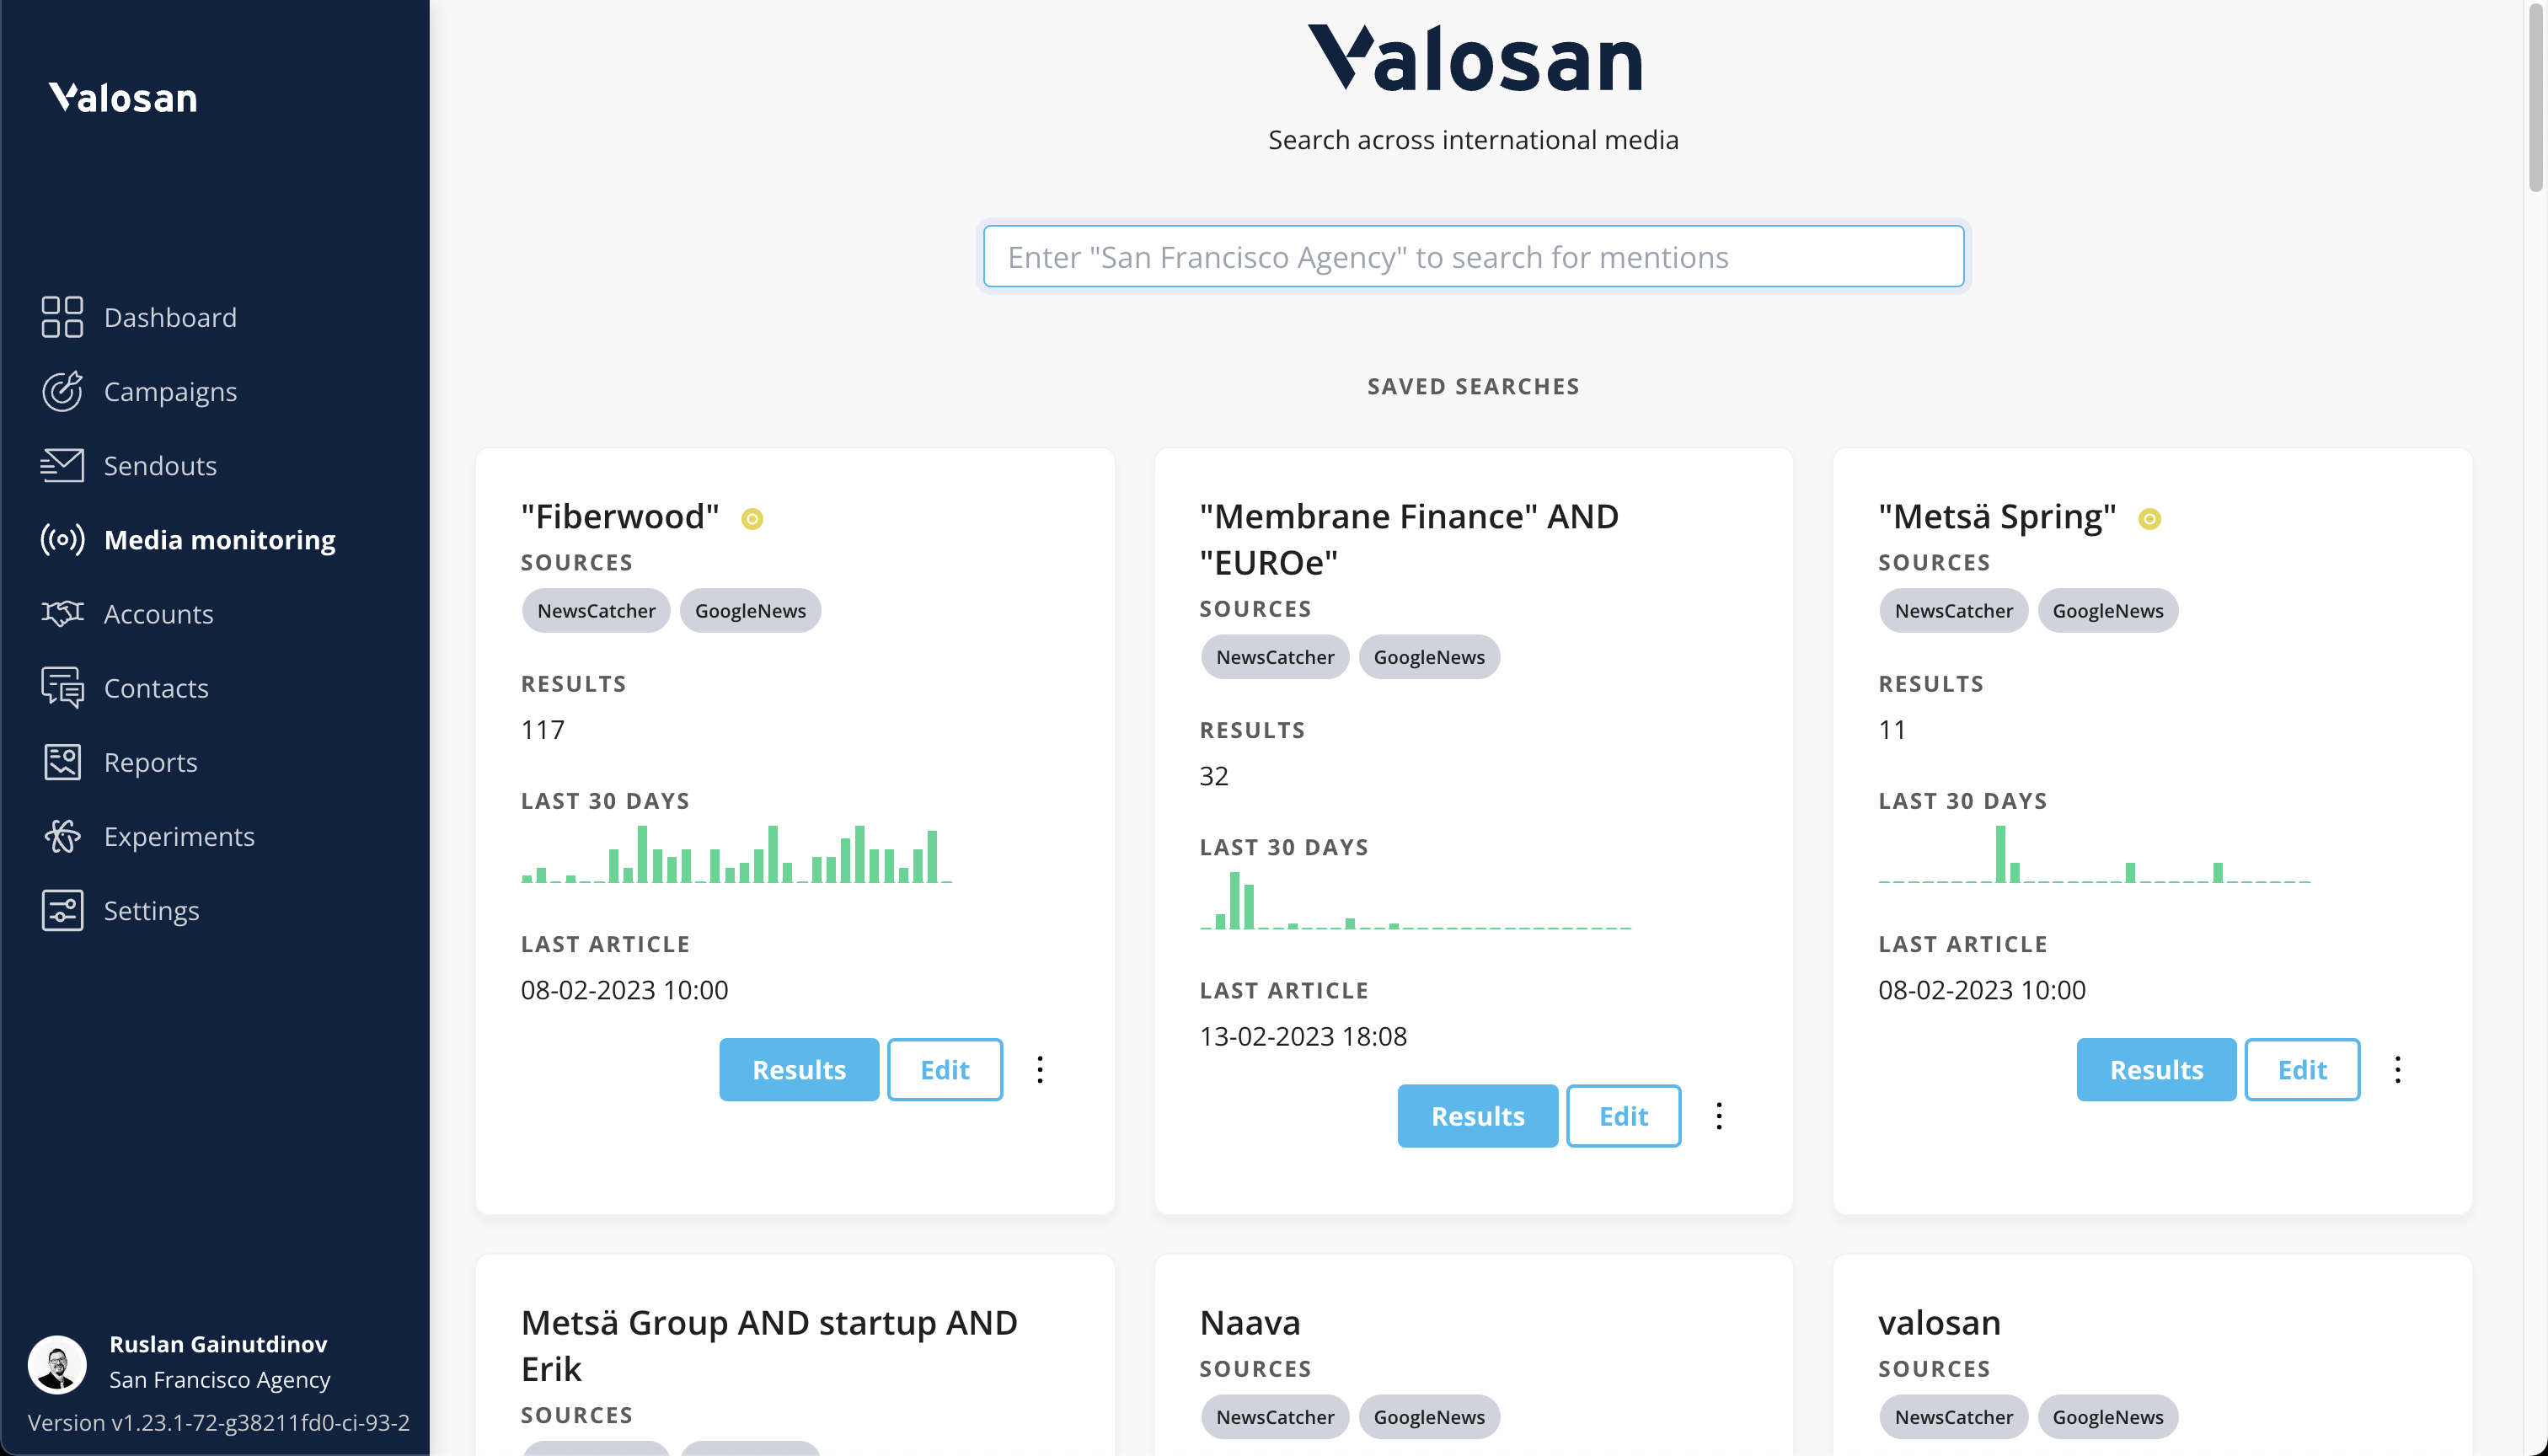 Valosan
Dashboard
Campaigns
Sendouts
Media monitoring
Accounts
Contacts
Reports
Experiments
Settings
Ruslan Gainutdinov
San Francisco Agency
Version v1.23.1-72-g38211fd0-ci-93-2
Valosan
Search across international media
Enter "San Francisco Agency" to search for mentions
SAVED SEARCHES
"Fiberwood"
SOURCES
NewsCatcher GoogleNews
RESULTS
117
LAST 30 DAYS
LAST ARTICLE
08-02-2023 10:00
Results Edit
"Membrane Finance" AND
"EUROe"
SOURCES
NewsCatcher GoogleNews
RESULTS
32
LAST 30 DAYS
LAST ARTICLE
13-02-2023 18:08
Results Edit
"Metsä Spring"
SOURCES
NewsCatcher GoogleNews
RESULTS
11
LAST 30 DAYS
LAST ARTICLE
08-02-2023 10:00
Results Edit
Metsä Group AND startup AND
Erik
SOURCES
Naava
SOURCES
NewsCatcher GoogleNews
valosan
SOURCES
NewsCatcher GoogleNews